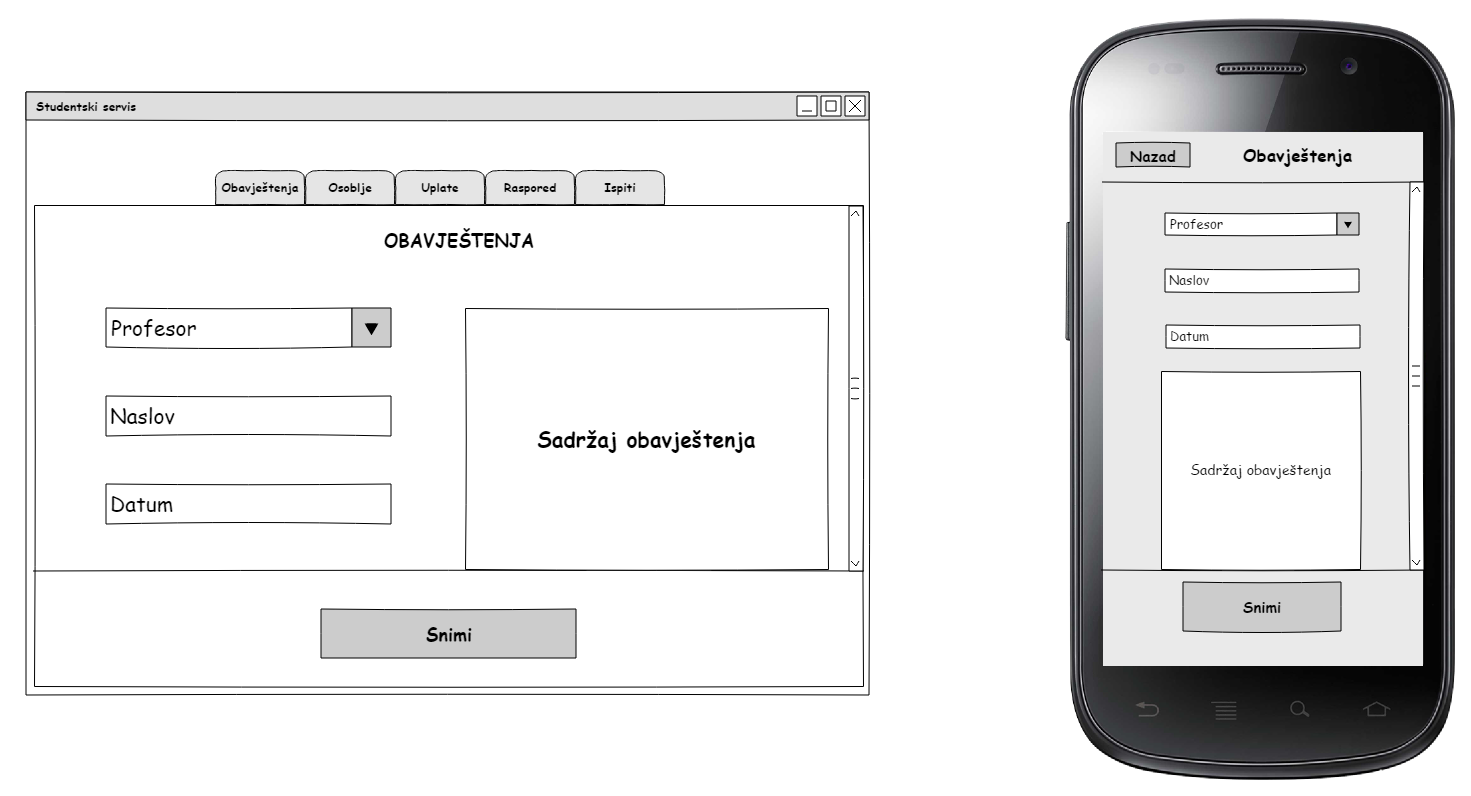 Studentski servis
Obavještenja
Osoblje
Uplate
Raspored
Ispiti
OBAVJEŠTENJA
Profesor
Naslov
Datum
Sadržaj obavještenja
Snimi
Nazad
Obavještenja
Profesor
Naslov
Datum
Sadržaj obavještenja
Snimi